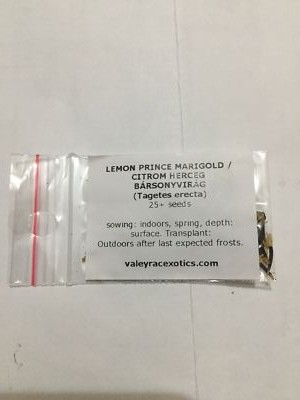 LEMON PRINCE MARIGOLD /
CITROM HERCEG
BÁRSONYVIRÁG
(Tagetes erecta)
25+ seeds
sowing: indoors, spring, depth:
surface. Transplant:
Outdoors after last expected frosts.
valeyracexotics.com